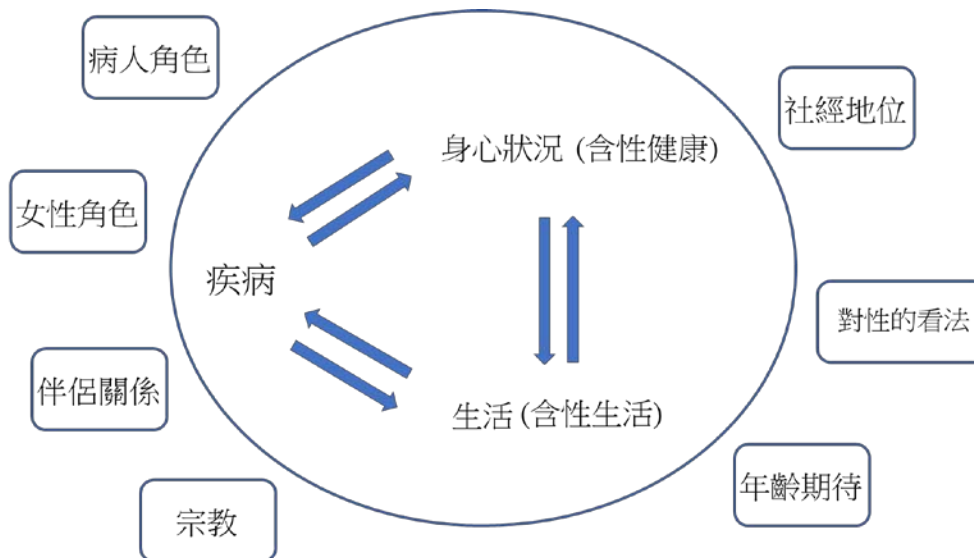 病人角色
社經地位
身心狀況 (含性健康)
女性角色
疾病
對性的看法
伴侶關係
生活 (含性生活)
年齡期待
宗教